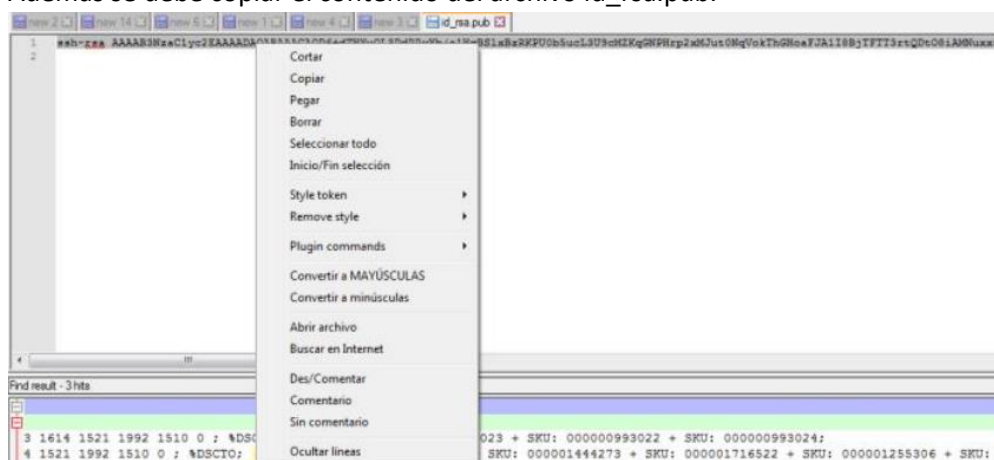 Además se debe copiar el contenido del archivo id_rsa.pub.
new 2 new 14 new 6 new 1 new 4 new 3 id_rsa.pub
1 ssh-rsa
2
Cortar
Copiar
Pegar
Borrar
Seleccionar todo
Inicio/Fin selección
Style token
Remove style
Plugin commands
Convertir a MAYÚSCULAS
Convertir a minúsculas
Abrir archivo
Buscar en Internet
Des/Comentar
Comentario
Sin comentario
Ocultar líneas
Find result - 3 hits
3 1614 1521 1992 1510 0 ; %DSC 023 + SKU: 000000993022 + SKU: 000000993024;
4 1521 1992 1510 0 ; %DSCTO; SKU: 000001444273 + SKU: 000001716522 + SKU: 000001255306 + SKU: